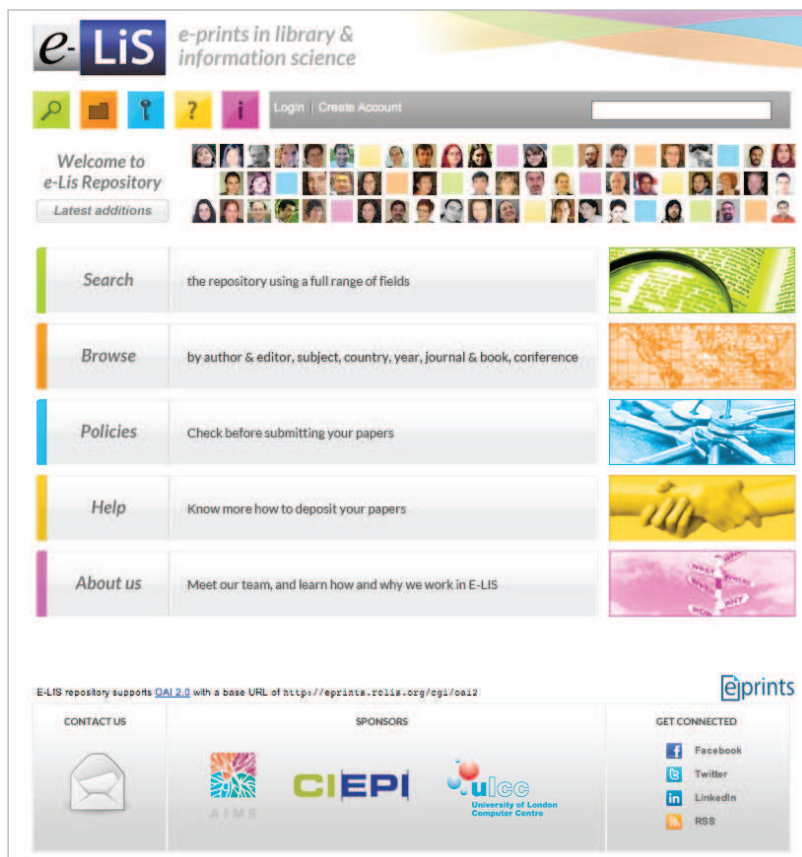 e-LiS
e-prints in library &
information science
? i
Login | Create Account
Welcome to
e-Lis Repository
Latest additions
Search
the repository using a full range of fields
Browse
by author & editor, subject, country, year, journal & book, conference
Policies
Check before submitting your papers
Help
Know more how to deposit your papers
About us
Meet our team, and learn how and why we work in E-LIS
WHAT
WHERE
WHEN
WHY
HOW
E-LIS repository supports OAI 2.0 with a base URL of http://eprints.rclis.org/cgi/oai2
eprints
CONTACT US
SPONSORS
GET CONNECTED
AIMS
CIEPI
ulcc
University of London
Computer Centre
Facebook
Twitter
LinkedIn
RSS